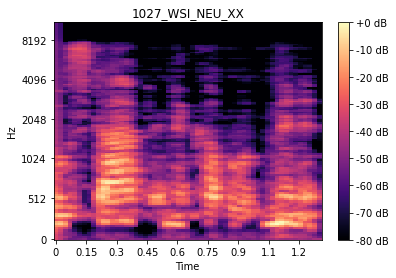 1027_WSI_NEU_XX
+0 dB
8192
-10 dB
4096
-20 dB
-30 dB
2048
Hz
-40 dB
1024
-50 dB
512
-60 dB
-70 dB
0
-80 dB
0 0.15 0.3 0.45 0.6 0.75 0.9 1.05 1.2
Time